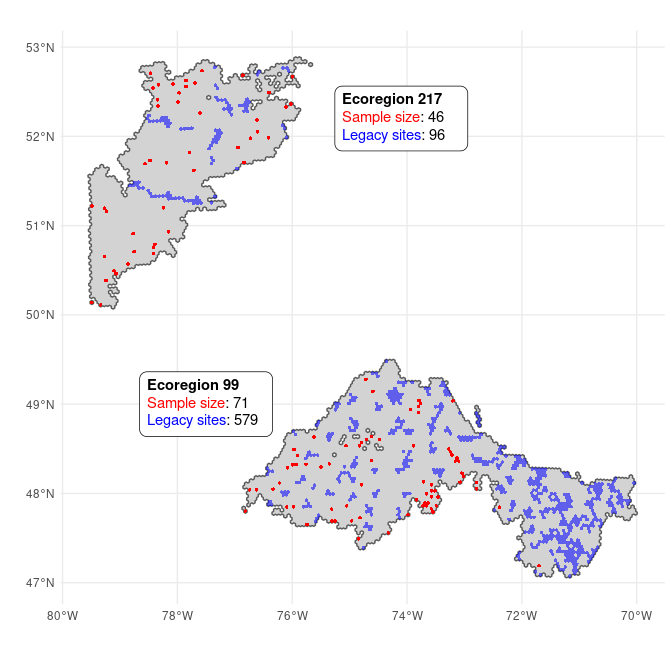 53°N
Ecoregion 217
Sample size: 46
Legacy sites: 96
52°N
51°N
50°N
Ecoregion 99
Sample size: 71
Legacy sites: 579
49°N
48°N
47°N
80°W 78°W 76°W 74°W 72°W 70°W